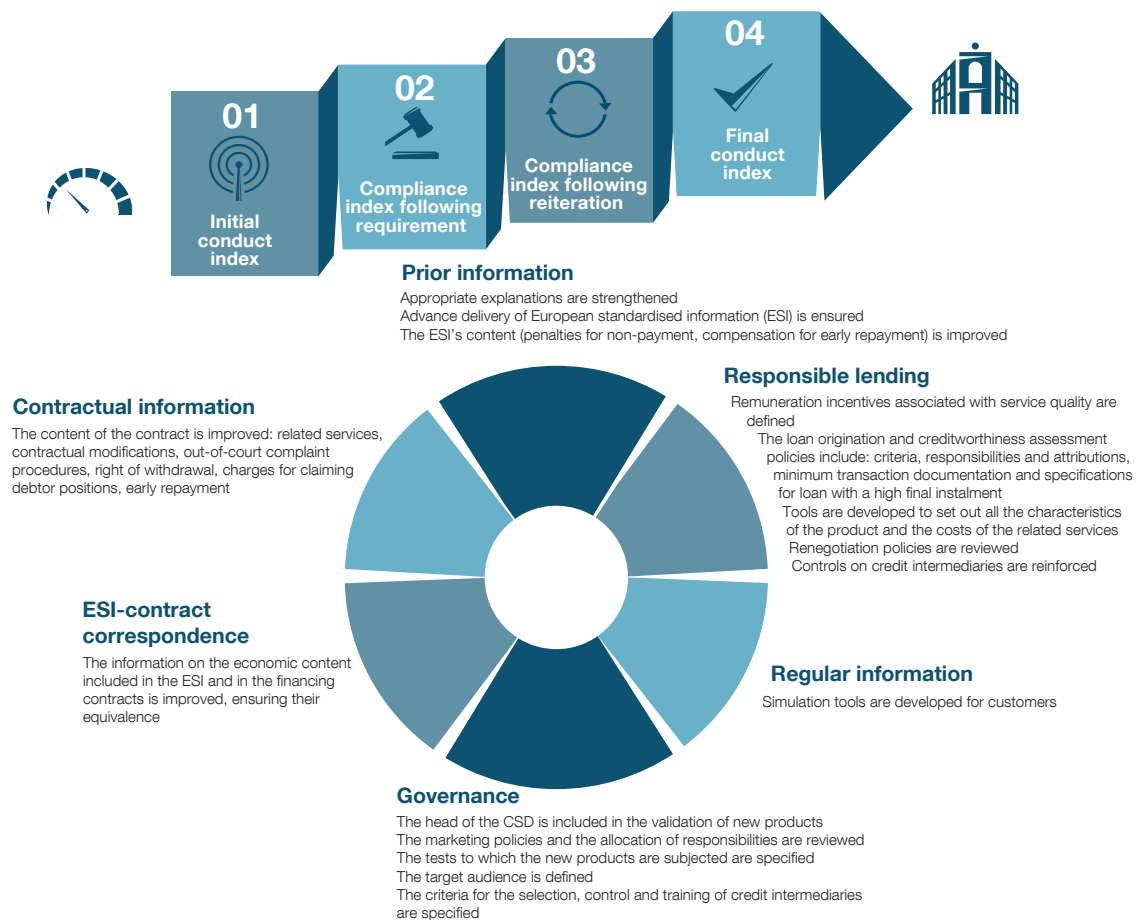 01
Initial
conduct
index
02
Compliance
index following
requirement
03
Compliance
index following
reiteration
04
Final
conduct
index
Prior information
Appropriate explanations are strengthened
Advance delivery of European standardised information (ESI) is ensured
The ESI's content (penalties for non-payment, compensation for early repayment) is improved
Responsible lending
Remuneration incentives associated with service quality are
defined
The loan origination and creditworthiness assessment
policies include: criteria, responsibilities and attributions,
minimum transaction documentation and specifications
for loan with a high final instalment
Tools are developed to set out all the characteristics
of the product and the costs of the related services
Renegotiation policies are reviewed
Controls on credit intermediaries are reinforced
Contractual information
The content of the contract is improved: related services,
contractual modifications, out-of-court complaint
procedures, right of withdrawal, charges for claiming
debtor positions, early repayment
ESI-contract
correspondence
The information on the economic content
included in the ESI and in the financing
contracts is improved, ensuring their
equivalence
Regular information
Simulation tools are developed for customers
Governance
The head of the CSD is included in the validation of new products
The marketing policies and the allocation of responsibilities are reviewed
The tests to which the new products are subjected are specified
The target audience is defined
The criteria for the selection, control and training of credit intermediaries
are specified